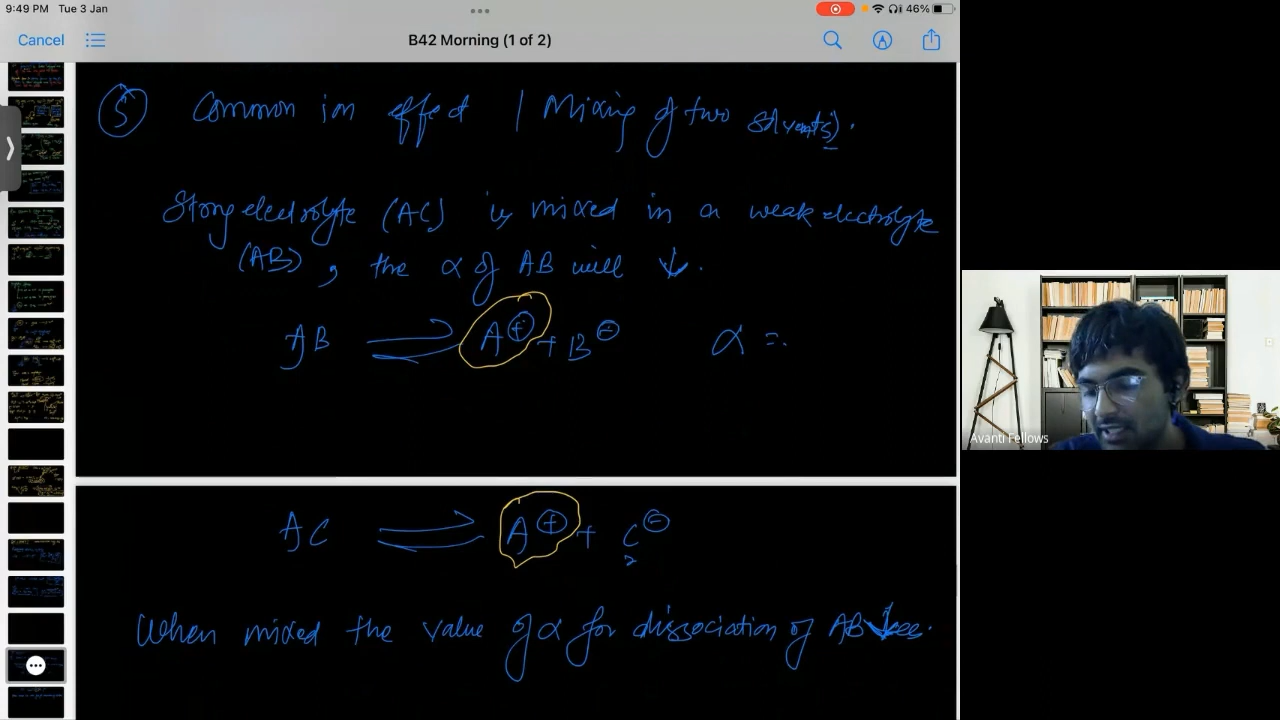 9:49 PM Tue 3 Jan
46%
Cancel
B42 Morning (1 of 2)
5 Common ion effect | Mixing of two solvents).
Strong electrolyte (AC) is mixed in a weak electrolyte
(AB), the α of AB will ↓.
AB ⇌ A⊕ + B⊖ α =
AC ⇌ A⊕ + C⊖
When mixed the value of α for dissociation of AB ↓ses.
Avanti Fellows